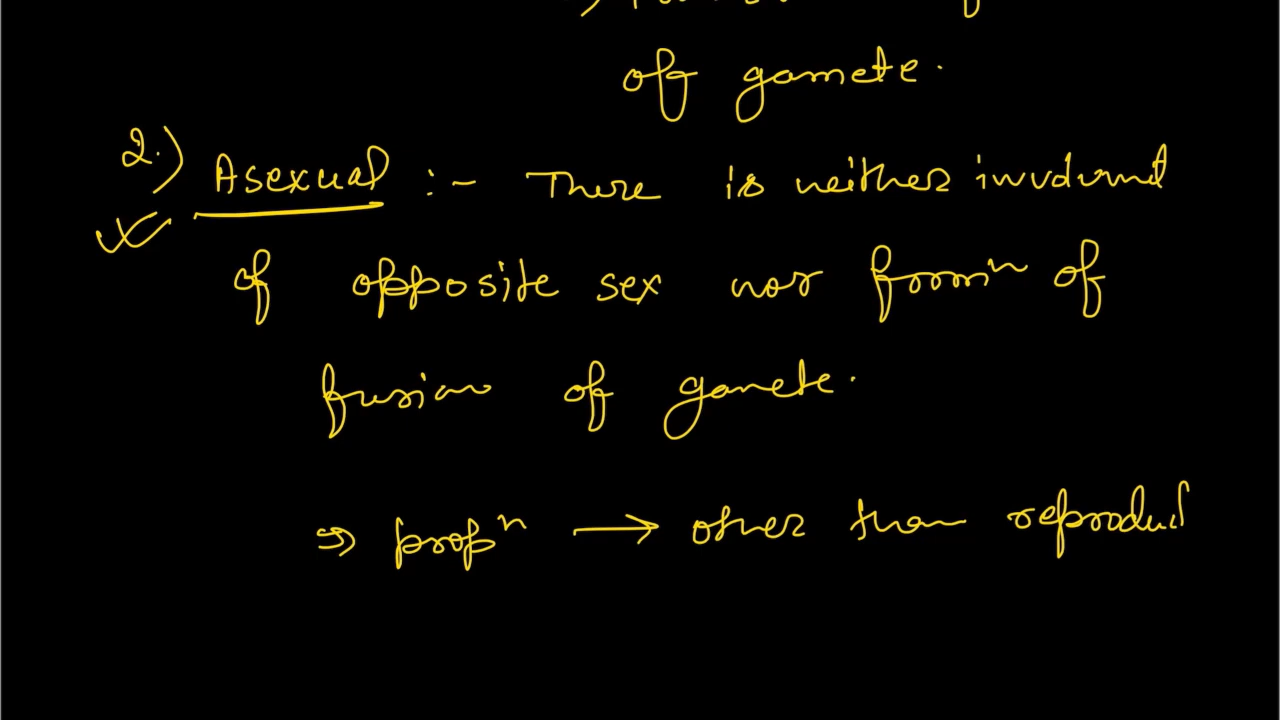 of gamete.
2.) Asexual :- There is neither involvment
of opposite sex nor formⁿ of
fusion of gamete.
⇒ propⁿ → other than reproduct